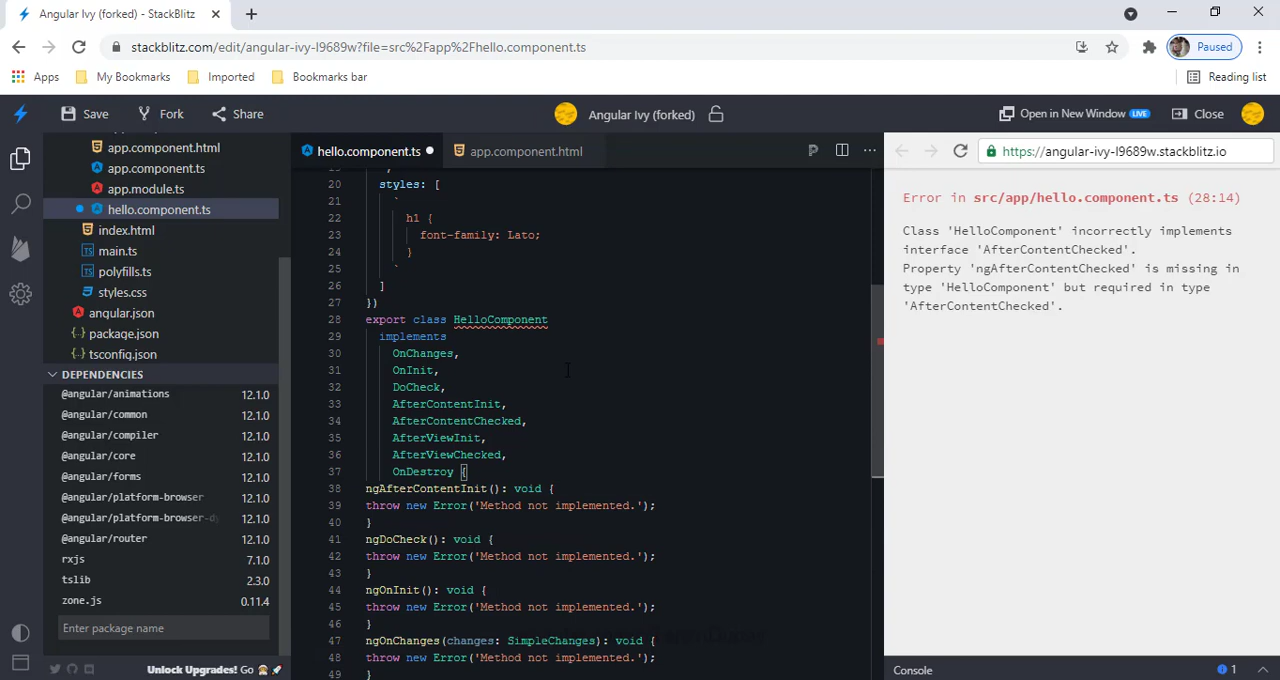 Angular Ivy (forked) - StackBlitz
stackblitz.com/edit/angular-ivy-l9689w?file=src%2Fapp%2Fhello.component.ts
Paused
Apps My Bookmarks Imported Bookmarks bar Reading list
Save Fork Share Angular Ivy (forked) Open in New Window LIVE Close
app.component.html
app.component.ts
app.module.ts
hello.component.ts
index.html
main.ts
polyfills.ts
styles.css
angular.json
package.json
tsconfig.json
DEPENDENCIES
@angular/animations 12.1.0
@angular/common 12.1.0
@angular/compiler 12.1.0
@angular/core 12.1.0
@angular/forms 12.1.0
@angular/platform-browser 12.1.0
@angular/platform-browser-d 12.1.0
@angular/router 12.1.0
rxjs 7.1.0
tslib 2.3.0
zone.js 0.11.4
Enter package name
Unlock Upgrades! Go
hello.component.ts app.component.html
20 styles: [
21 `
22 h1 {
23 font-family: Lato;
24 }
25 `
26 ]
27 })
28 export class HelloComponent
29 implements
30 OnChanges,
31 OnInit,
32 DoCheck,
33 AfterContentInit,
34 AfterContentChecked,
35 AfterViewInit,
36 AfterViewChecked,
37 OnDestroy {
38 ngAfterContentInit(): void {
39 throw new Error('Method not implemented.');
40 }
41 ngDoCheck(): void {
42 throw new Error('Method not implemented.');
43 }
44 ngOnInit(): void {
45 throw new Error('Method not implemented.');
46 }
47 ngOnChanges(changes: SimpleChanges): void {
48 throw new Error('Method not implemented.');
49 }
https://angular-ivy-l9689w.stackblitz.io
Error in src/app/hello.component.ts (28:14)
Class 'HelloComponent' incorrectly implements
interface 'AfterContentChecked'.
Property 'ngAfterContentChecked' is missing in
type 'HelloComponent' but required in type
'AfterContentChecked'.
Console 1